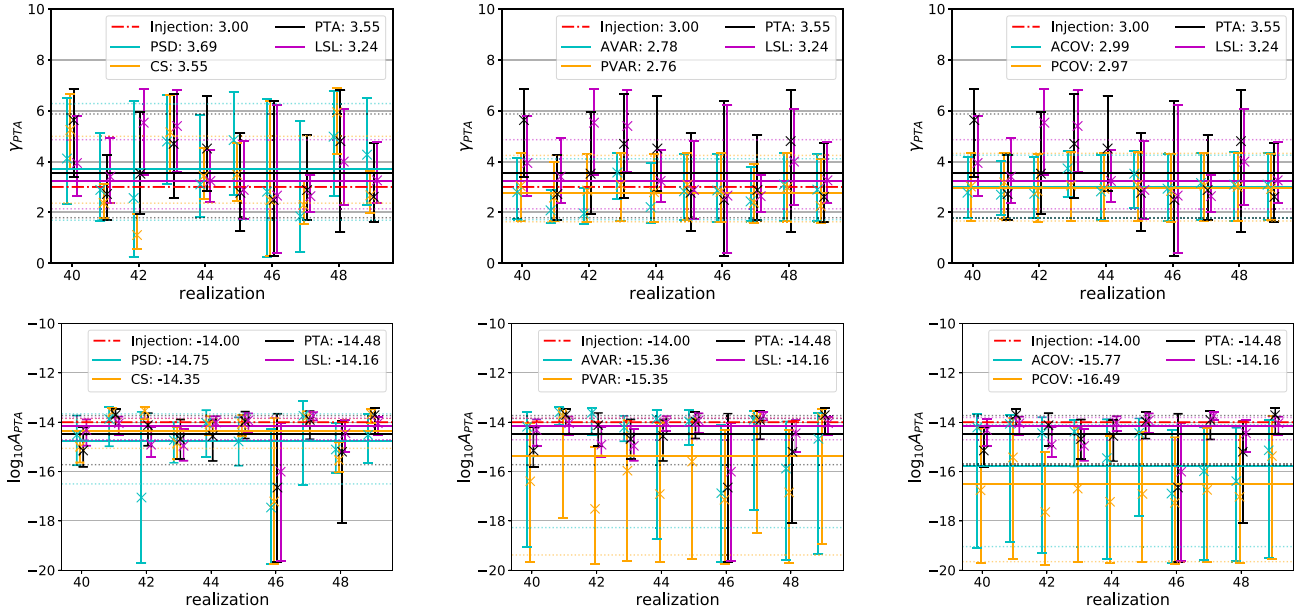 Injection: 3.00 PTA: 3.55
PSD: 3.69 LSL: 3.24
CS: 3.55
γPTA
10
8
6
4
2
0
40 42 44 46 48
realization
Injection: 3.00 PTA: 3.55
AVAR: 2.78 LSL: 3.24
PVAR: 2.76
γPTA
10
8
6
4
2
0
40 42 44 46 48
realization
Injection: 3.00 PTA: 3.55
ACOV: 2.99 LSL: 3.24
PCOV: 2.97
γPTA
10
8
6
4
2
0
40 42 44 46 48
realization
Injection: -14.00 PTA: -14.48
PSD: -14.75 LSL: -14.16
CS: -14.35
log10APTA
−10
−12
−14
−16
−18
−20
40 42 44 46 48
realization
Injection: -14.00 PTA: -14.48
AVAR: -15.36 LSL: -14.16
PVAR: -15.35
log10APTA
−10
−12
−14
−16
−18
−20
40 42 44 46 48
realization
Injection: -14.00 PTA: -14.48
ACOV: -15.77 LSL: -14.16
PCOV: -16.49
log10APTA
−10
−12
−14
−16
−18
−20
40 42 44 46 48
realization